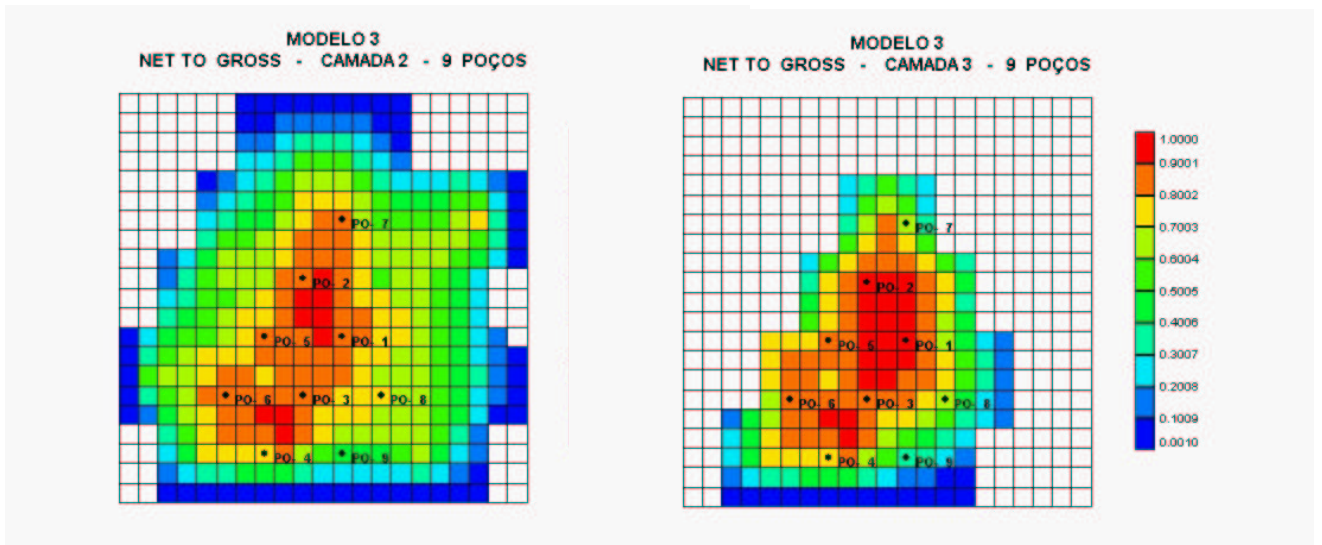 MODELO 3
NET TO GROSS - CAMADA 2 - 9 POÇOS
PO- 7
PO- 2
PO- 5
PO- 1
PO- 6
PO- 3
PO- 8
PO- 4
PO- 9
MODELO 3
NET TO GROSS - CAMADA 3 - 9 POÇOS
PO- 7
PO- 2
PO- 5
PO- 1
PO- 6
PO- 3
PO- 8
PO- 4
PO- 9
1.0000
0.9001
0.8002
0.7003
0.6004
0.5005
0.4006
0.3007
0.2008
0.1009
0.0010